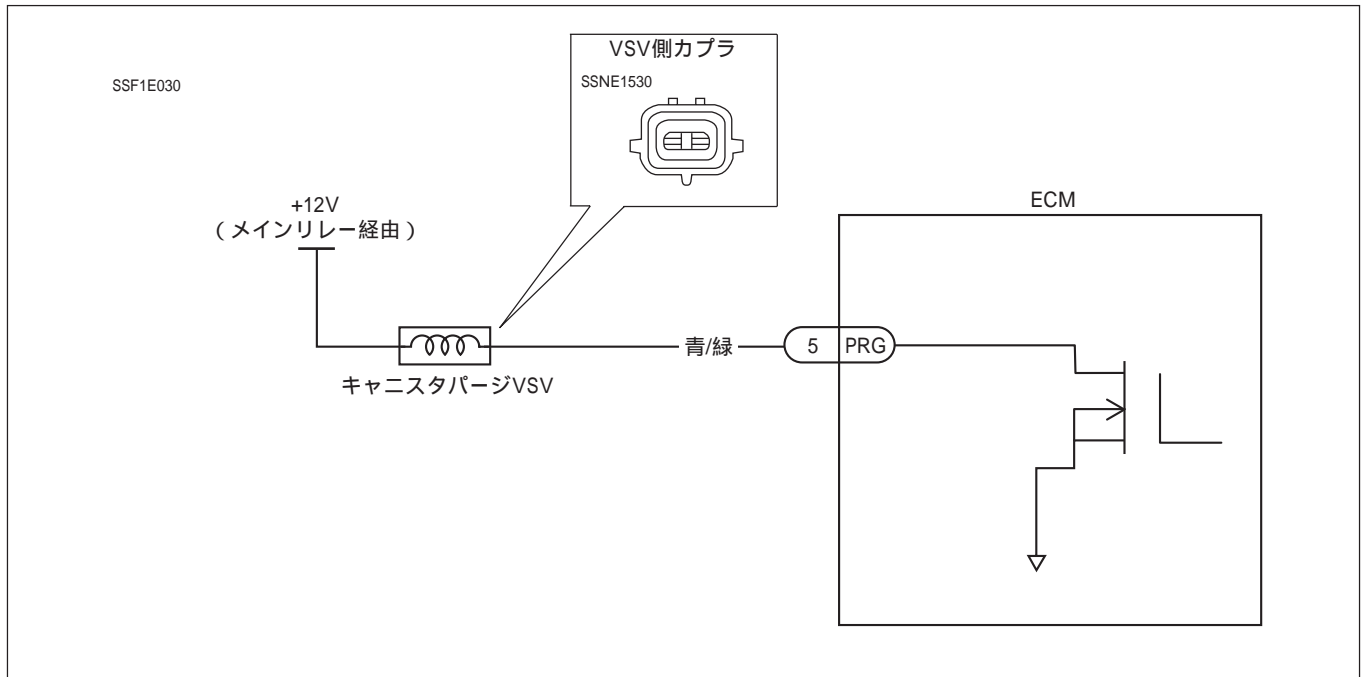 VSV側カプラ
SSNE1530
SSF1E030
+12V
(メインリレー経由)
ECM
青/緑
5 PRG
キャニスタパージVSV